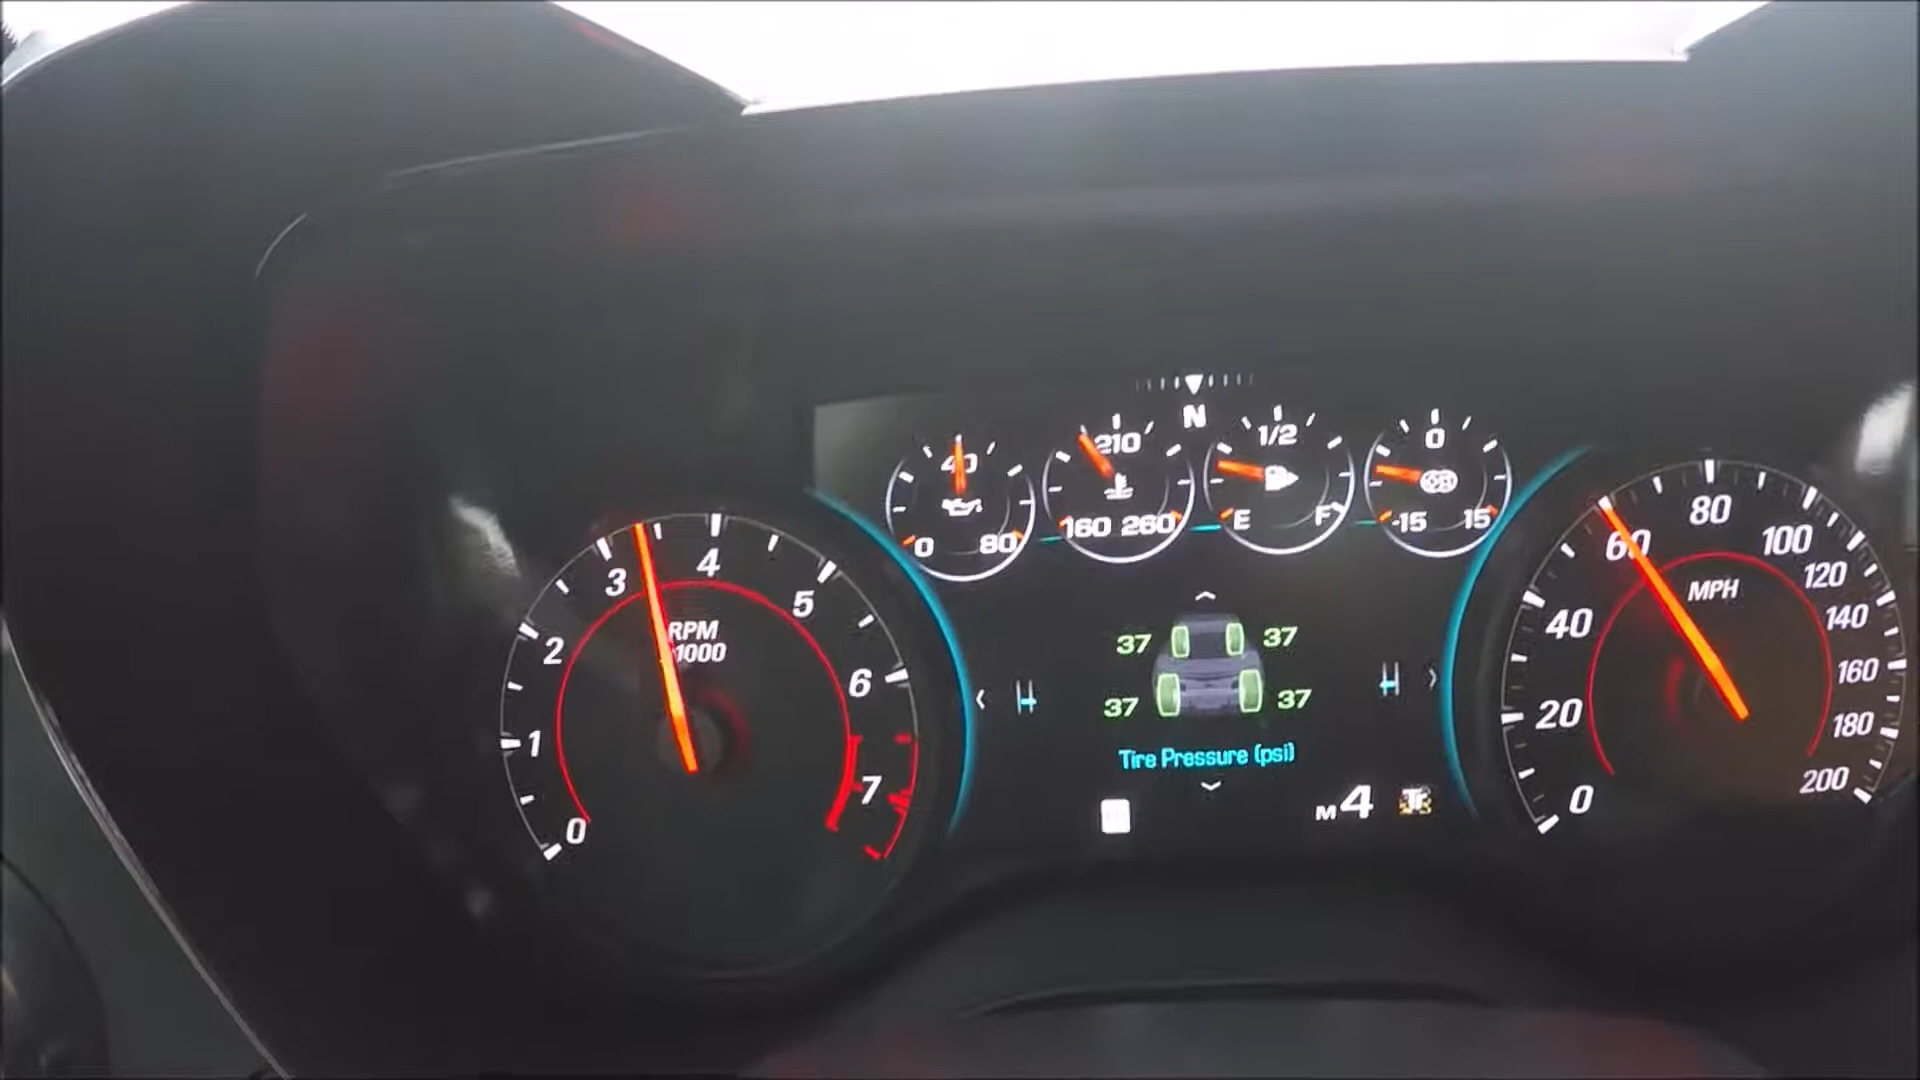 N
40
0 80
210
160 260
1/2
E F
0
-15 15
0 1 2 3 4 5 6 7
RPM
x1000
37 37
37 37
Tire Pressure (psi)
M4
0 20 40 60 80 100 120 140 160 180 200
MPH